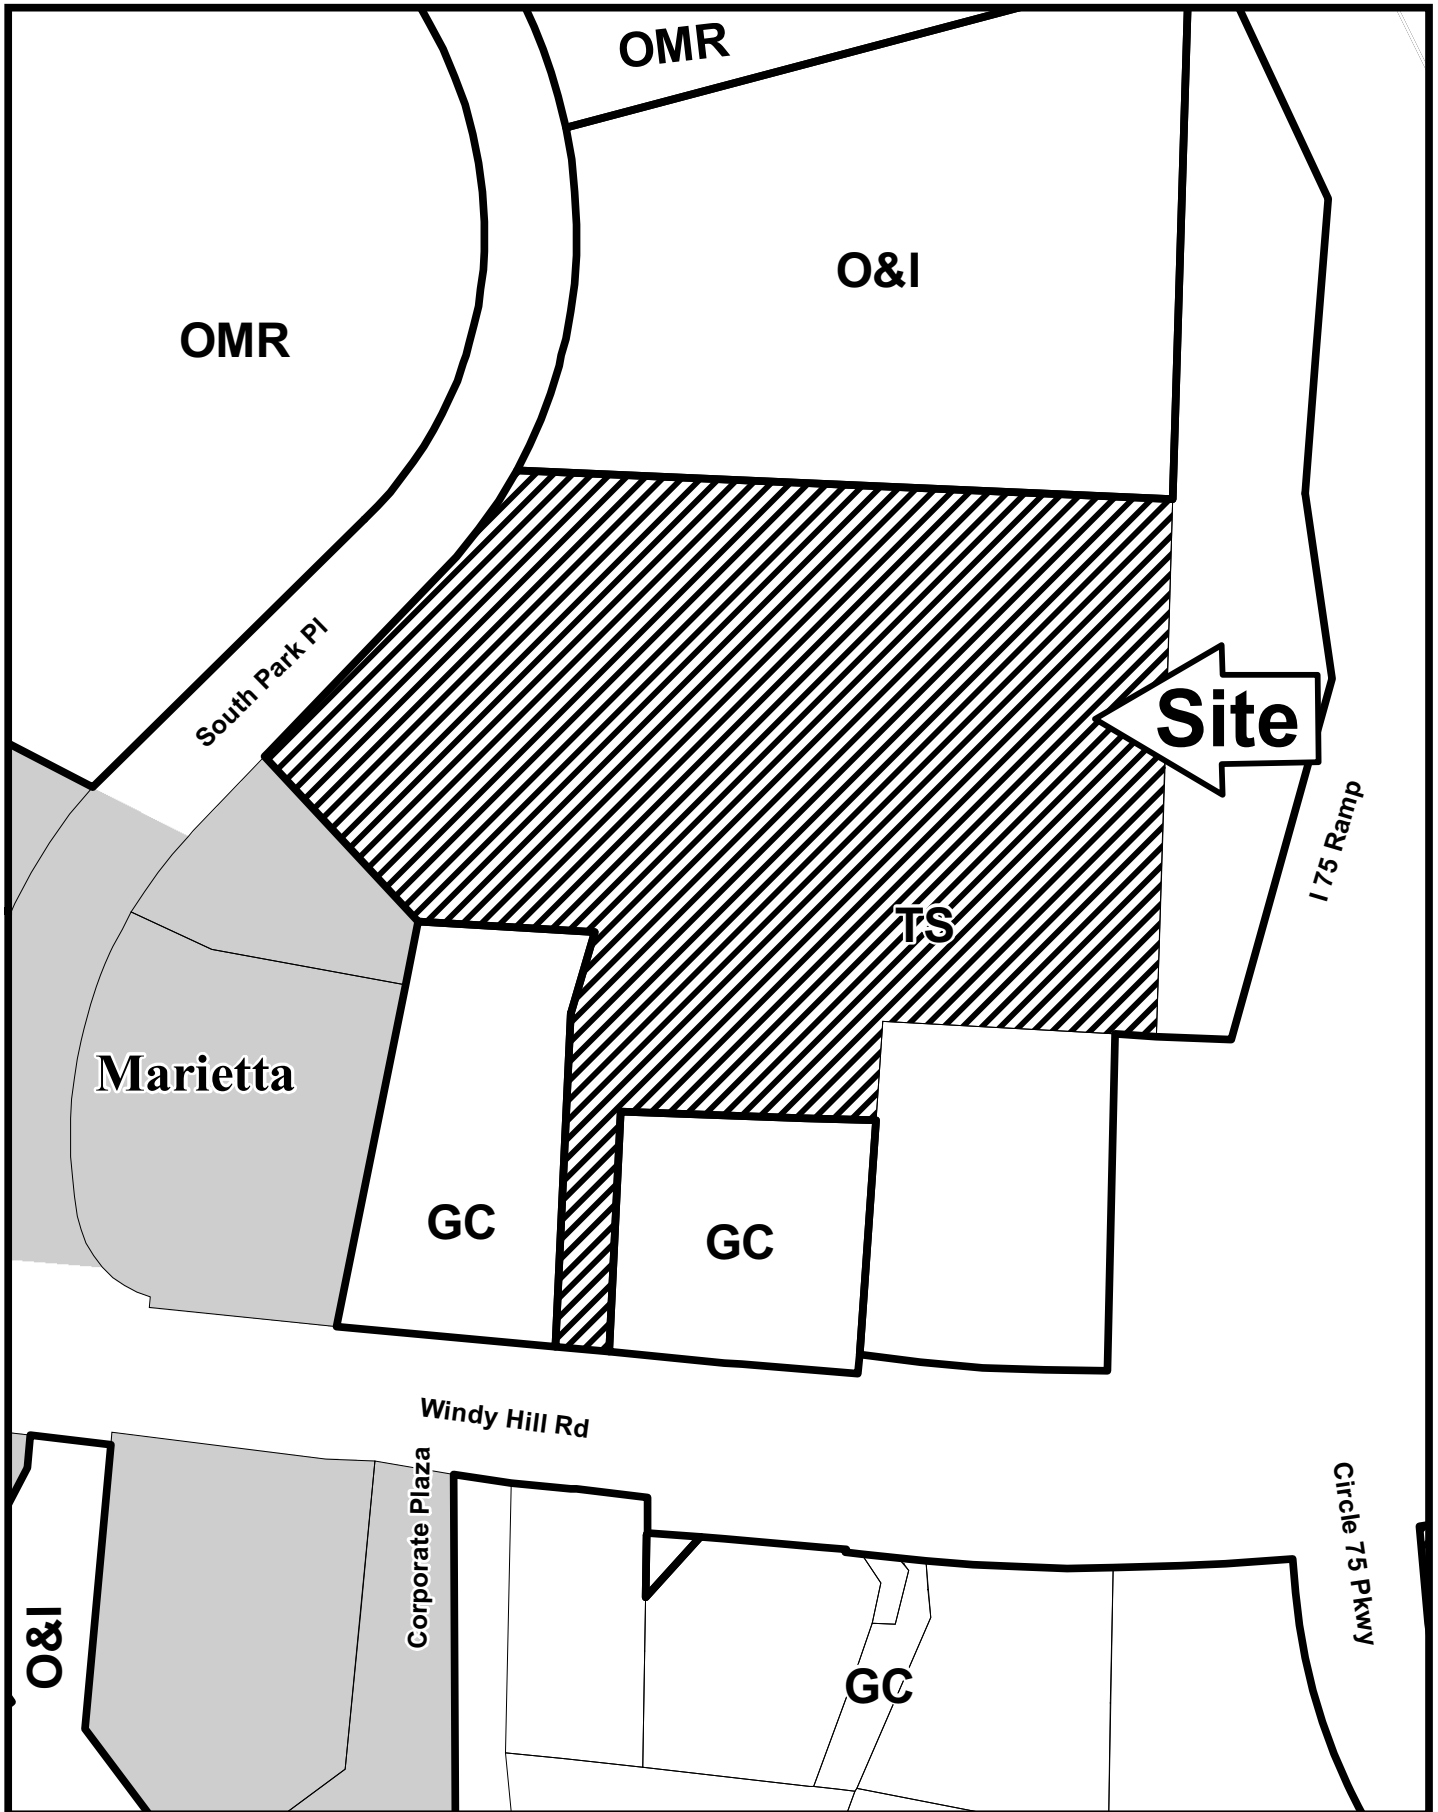 OMR
O&I
OMR
South Park Pl
Site
I 75 Ramp
TS
Marietta
GC
GC
Windy Hill Rd
Corporate Plaza
Circle 75 Pkwy
O&I
GC